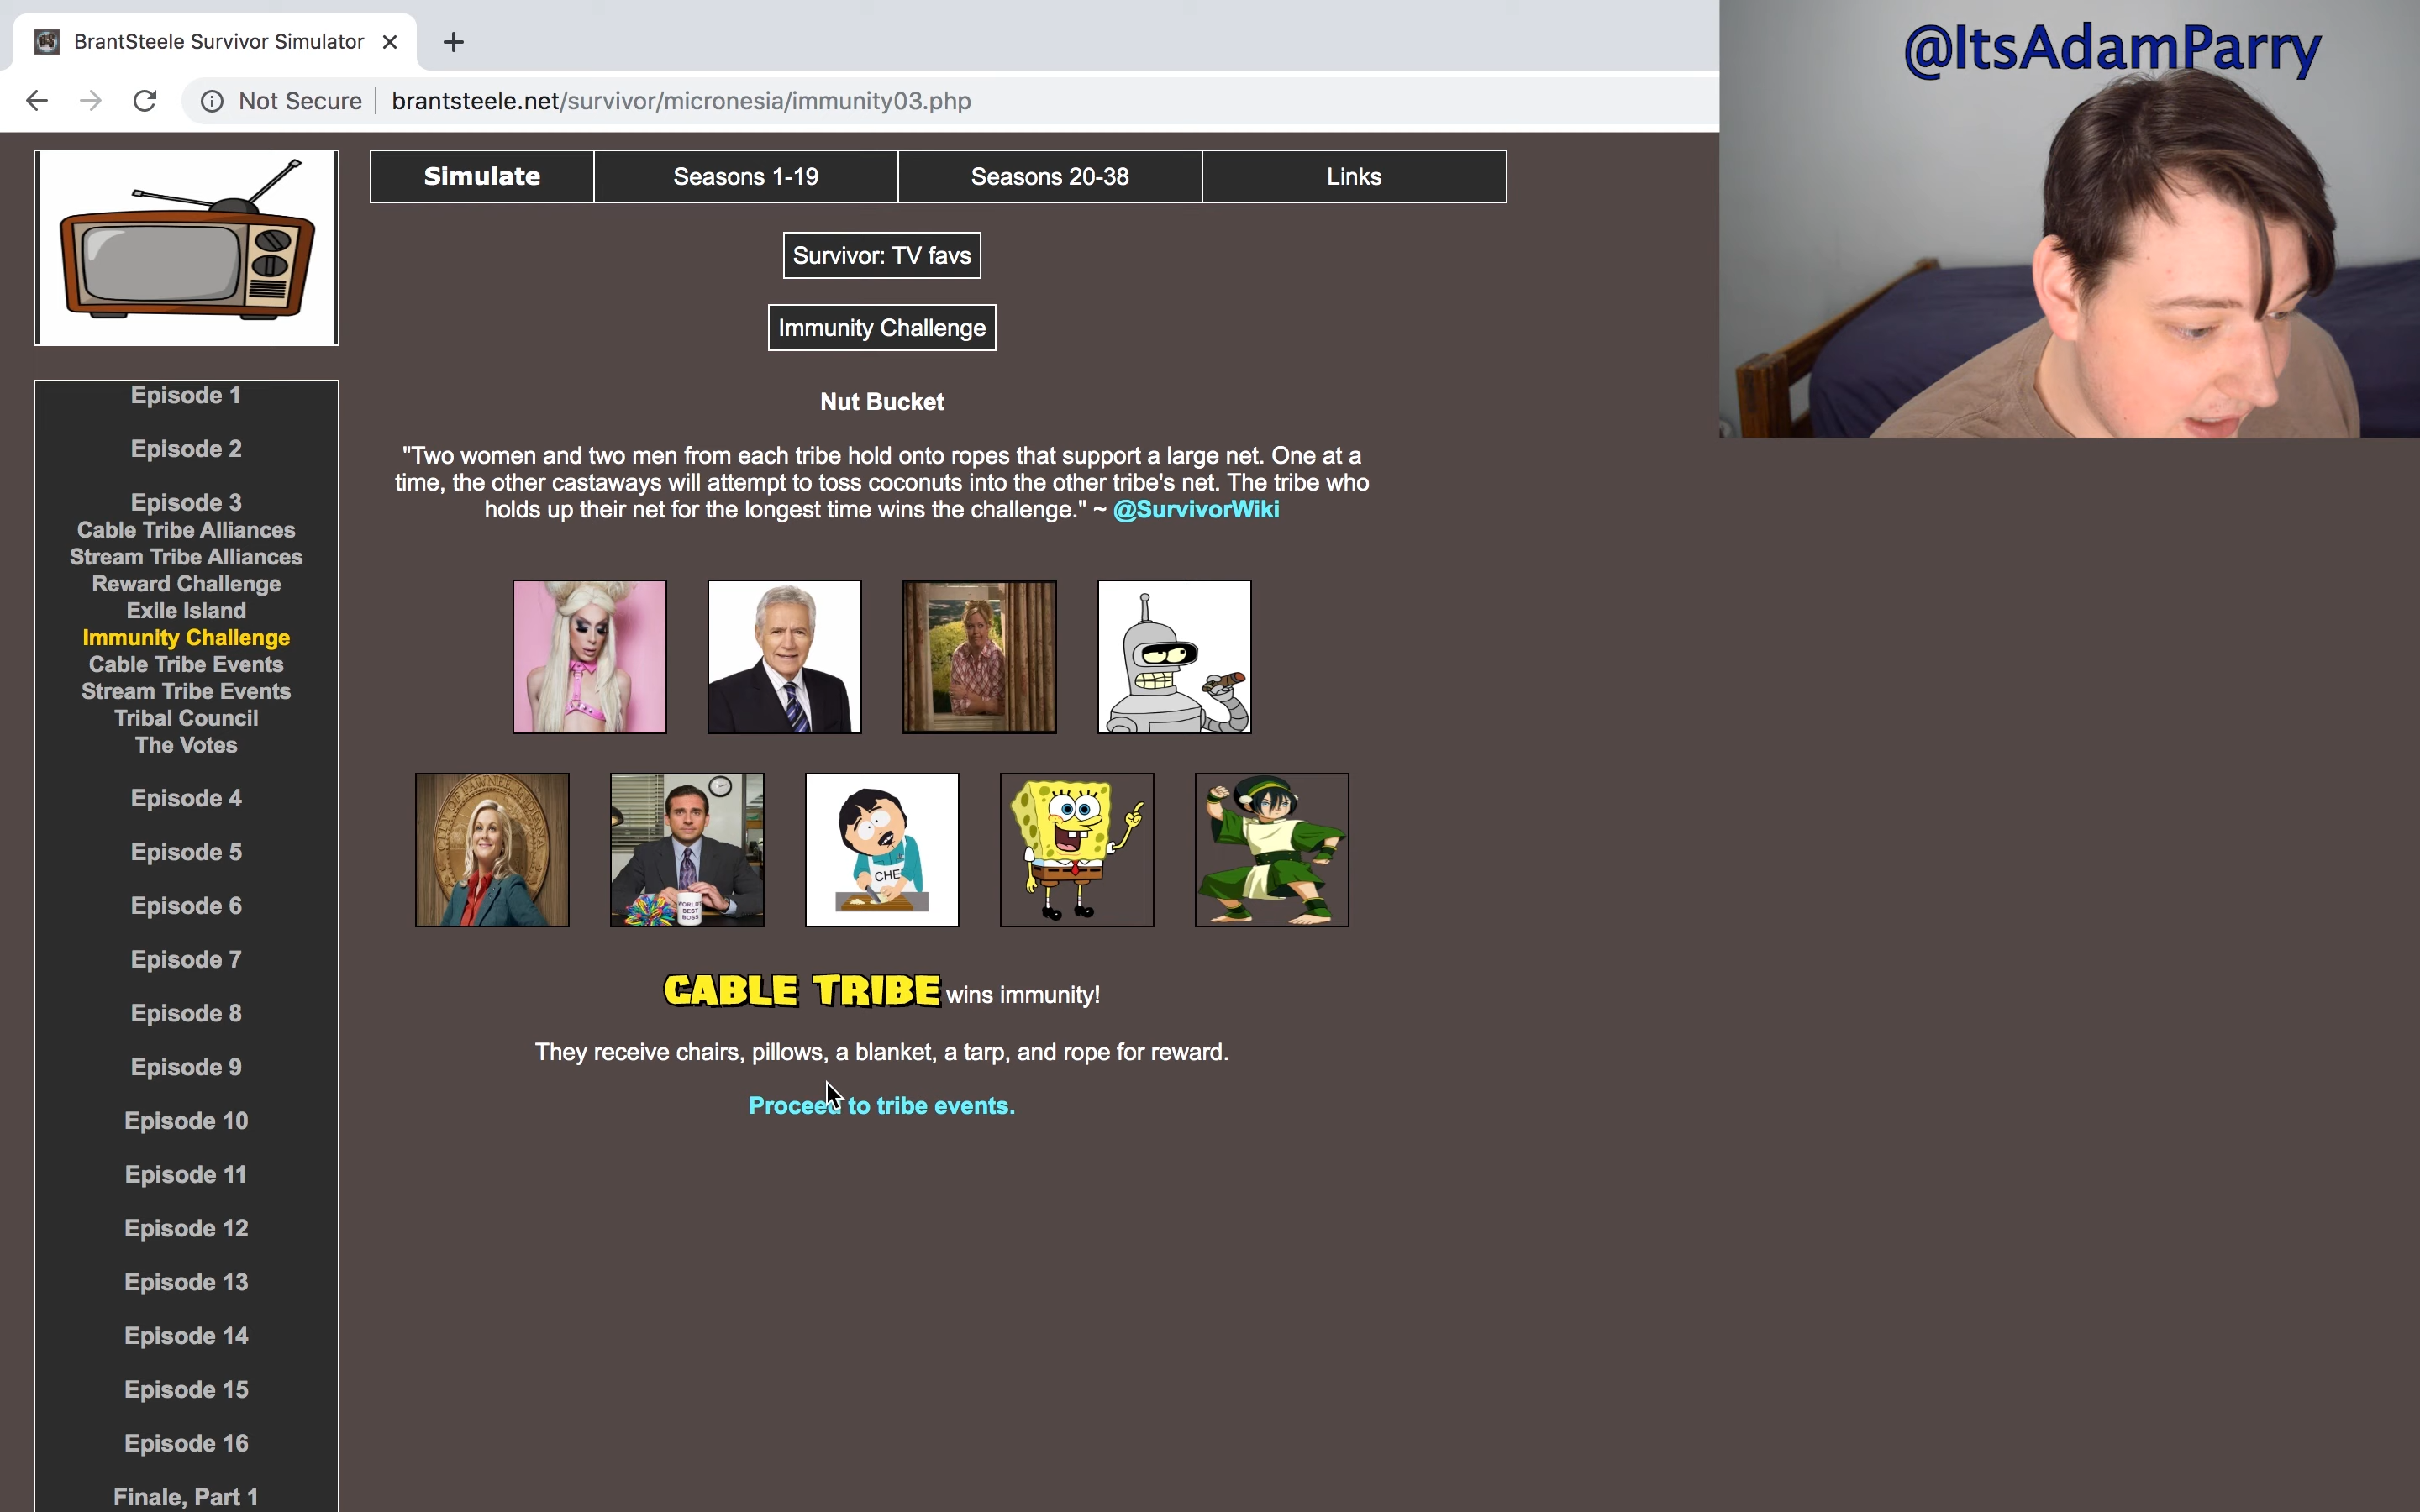 BrantSteele Survivor Simulator
Not Secure
brantsteele.net/survivor/micronesia/immunity03.php
@ItsAdamParry
Simulate
Seasons 1-19
Seasons 20-38
Links
Survivor: TV favs
Immunity Challenge
Episode 1
Episode 2
Episode 3
Cable Tribe Alliances
Stream Tribe Alliances
Reward Challenge
Exile Island
Immunity Challenge
Cable Tribe Events
Stream Tribe Events
Tribal Council
The Votes
Episode 4
Episode 5
Episode 6
Episode 7
Episode 8
Episode 9
Episode 10
Episode 11
Episode 12
Episode 13
Episode 14
Episode 15
Episode 16
Finale, Part 1
Nut Bucket
"Two women and two men from each tribe hold onto ropes that support a large net. One at a
time, the other castaways will attempt to toss coconuts into the other tribe's net. The tribe who
holds up their net for the longest time wins the challenge." ~ @SurvivorWiki
WORLD'S
BEST
BOSS
CHEF
CABLE TRIBE wins immunity!
They receive chairs, pillows, a blanket, a tarp, and rope for reward.
Proceed to tribe events.